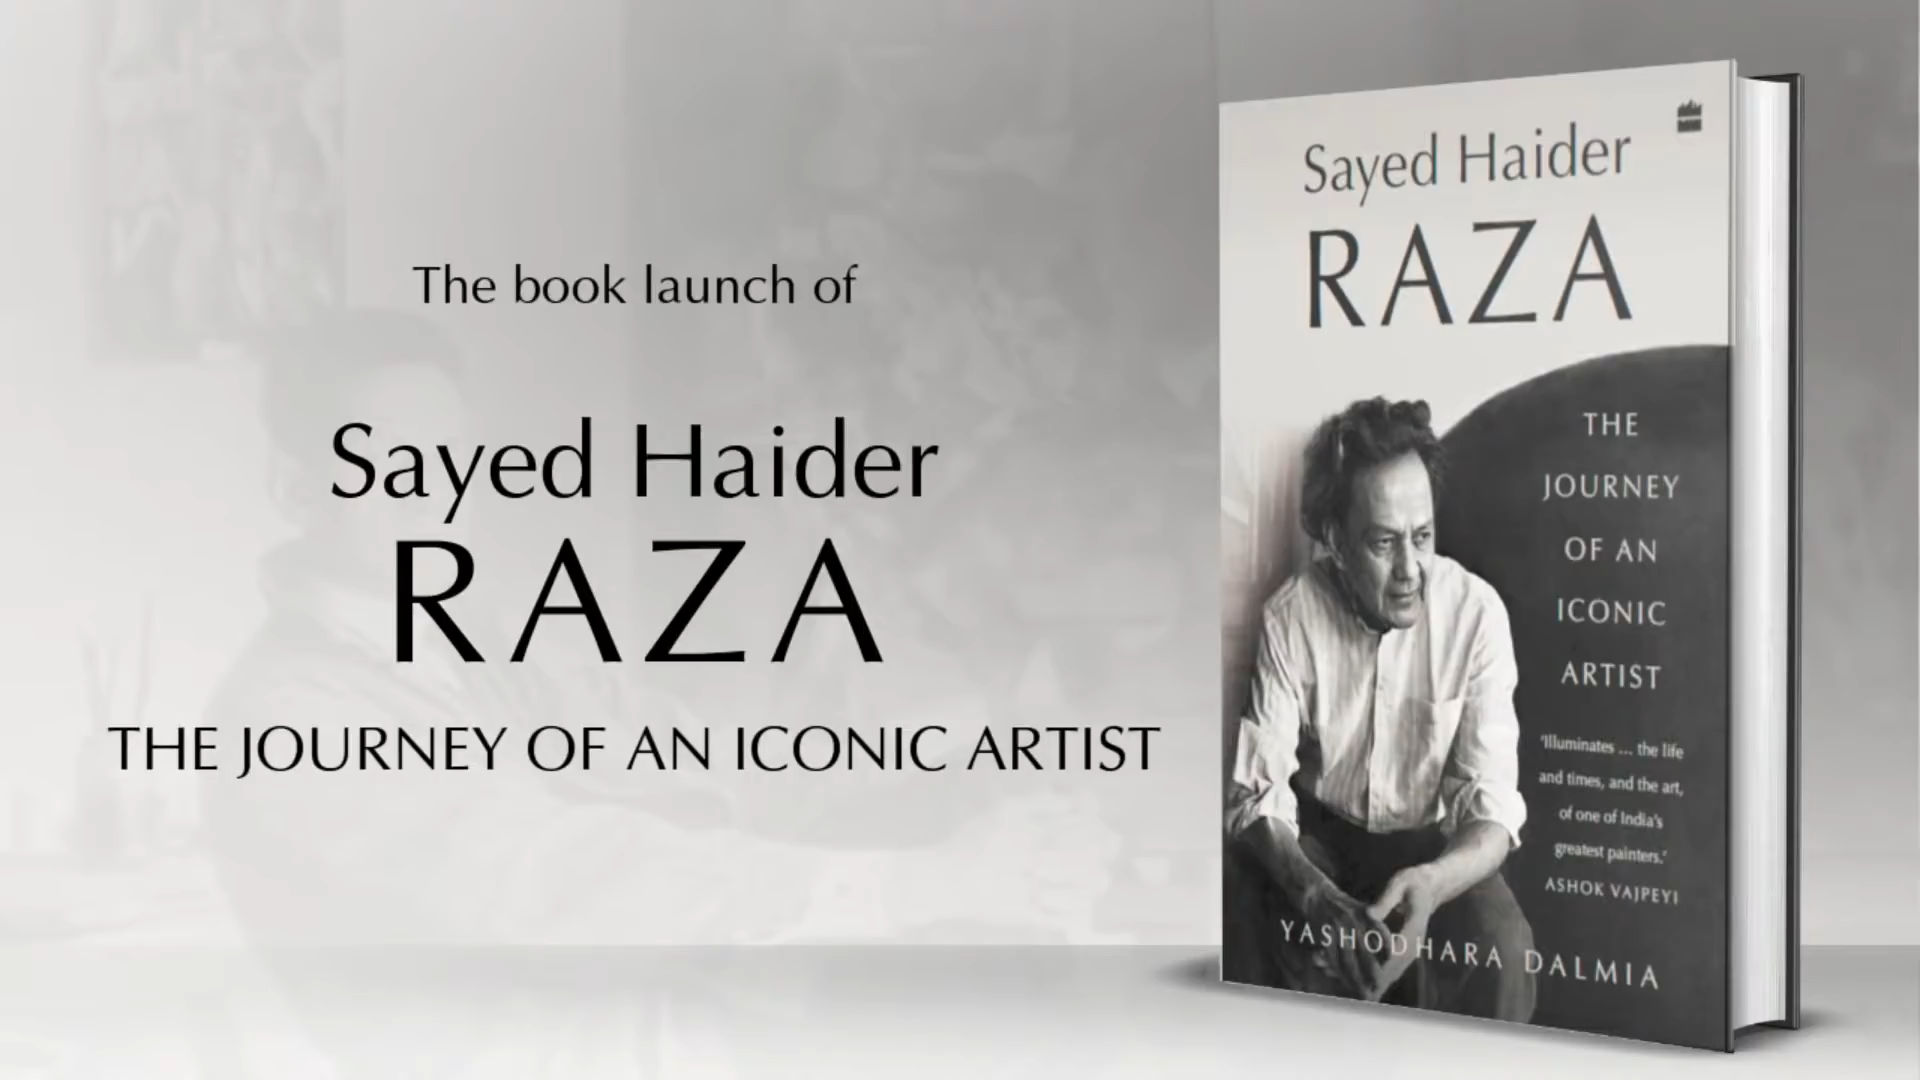 The book launch of
Sayed Haider
RAZA
THE JOURNEY OF AN ICONIC ARTIST
Sayed Haider
RAZA
THE
JOURNEY
OF AN
ICONIC
ARTIST
'Illuminates ... the life
and times, and the art,
of one of India's
greatest painters.'
ASHOK VAJPEYI
YASHODHARA DALMIA